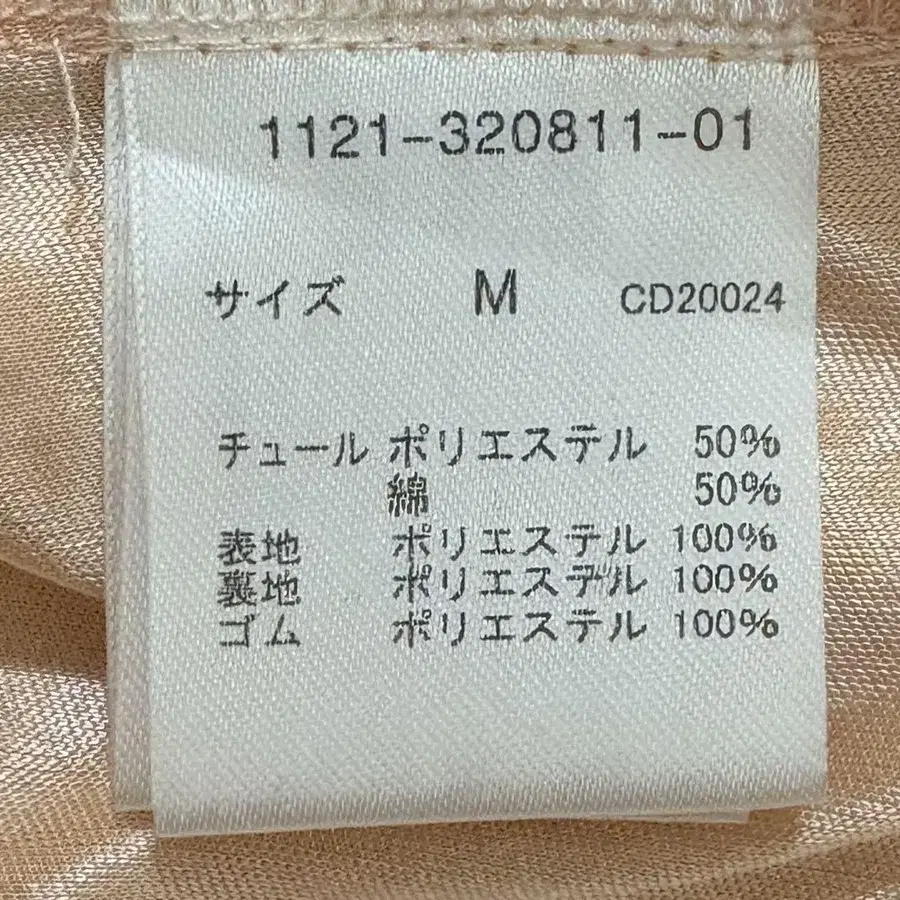 1121-320811-01
サイズ M CD20024
チュール ポリエステル 50%
綿 50%
表地 ポリエステル 100%
裏地 ポリエステル 100%
ゴム ポリエステル 100%